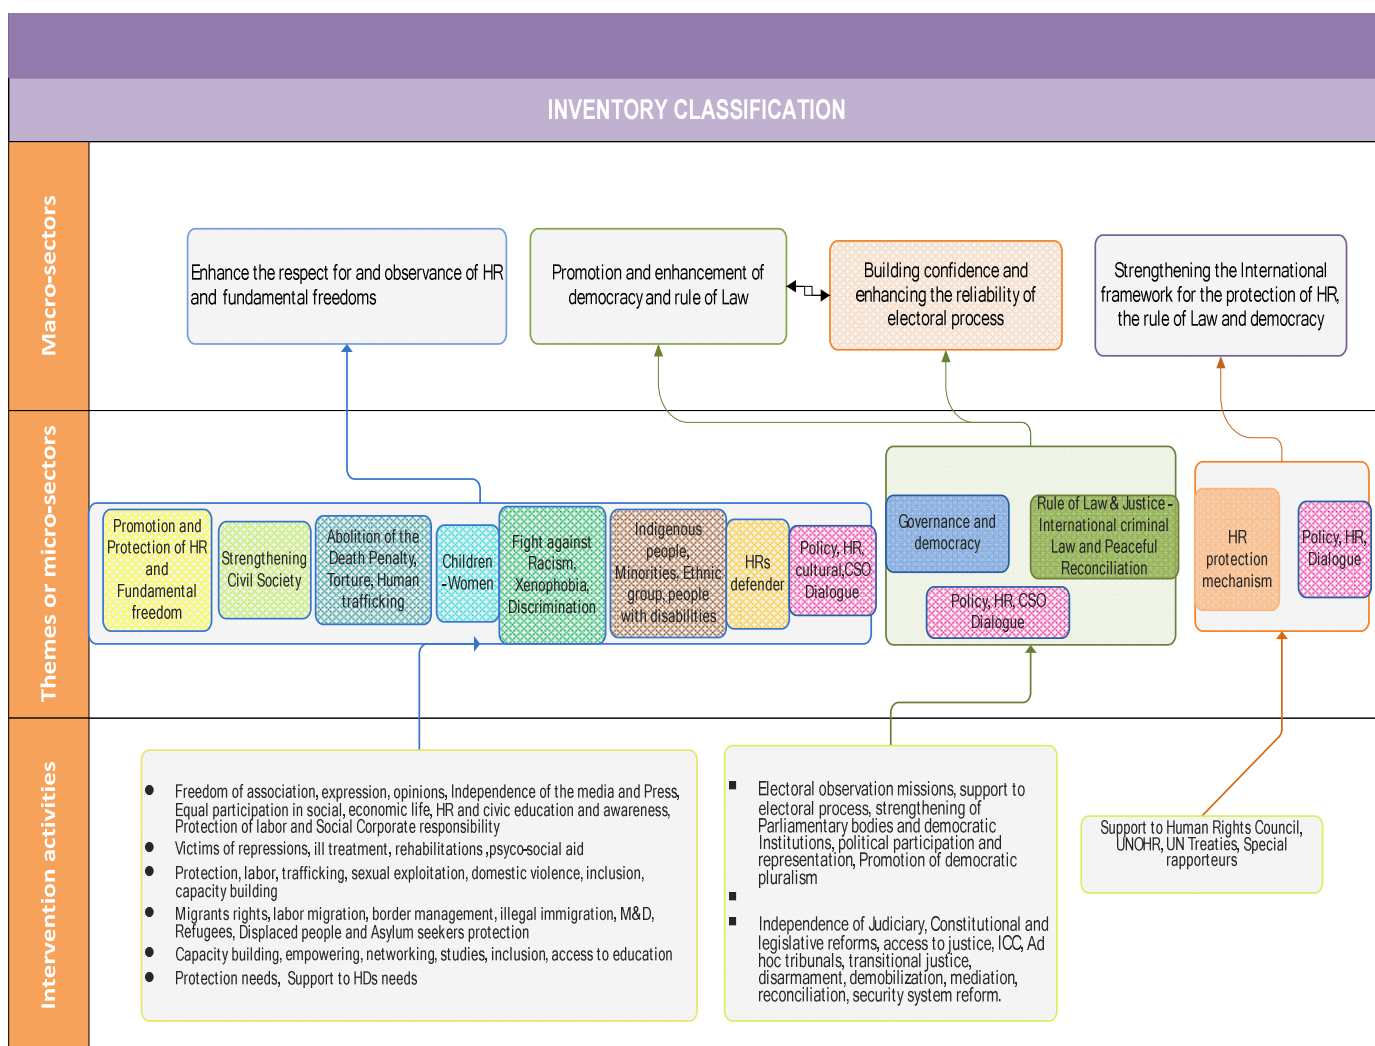 INVENTORY CLASSIFICATION
Macro-sectors
Enhance the respect for and observance of HR
and fundamental freedoms
Promotion and enhancement of
democracy and rule of Law
Building confidence and
enhancing the reliability of
electoral process
Strengthening the International
framework for the protection of HR,
the rule of Law and democracy
Themes or micro-sectors
Promotion and
Protection of HR
and
Fundamental
freedom
Strengthening
Civil Society
Abolition of the
Death Penalty,
Torture, Human
trafficking
Children
-Women
Fight against
Racism,
Xenophobia,
Discrimination
Indigenous
people,
Minorities, Ethnic
group, people
with disabilities
HRs
defender
Policy, HR,
cultural,CSO
Dialogue
Governance and
democracy
Rule of Law & Justice -
International criminal
Law and Peaceful
Reconciliation
Policy, HR, CSO
Dialogue
HR
protection
mechanism
Policy, HR,
Dialogue
Intervention activities
● Freedom of association, expression, opinions, Independence of the media and Press,
Equal participation in social, economic life, HR and civic education and awareness,
Protection of labor and Social Corporate responsibility
● Victims of repressions, ill treatment, rehabilitations ,psyco-social aid
● Protection, labor, trafficking, sexual exploitation, domestic violence, inclusion,
capacity building
● Migrants rights, labor migration, border management, illegal immigration, M&D,
Refugees, Displaced people and Asylum seekers protection
● Capacity building, empowering, networking, studies, inclusion, access to education
● Protection needs, Support to HDs needs
■ Electoral observation missions, support to
electoral process, strengthening of
Parliamentary bodies and democratic
Institutions, political participation and
representation, Promotion of democratic
pluralism
■
■ Independence of Judiciary, Constitutional and
legislative reforms, access to justice, ICC, Ad
hoc tribunals, transitional justice,
disarmament, demobilization, mediation,
reconciliation, security system reform.
Support to Human Rights Council,
UNOHR, UN Treaties, Special
rapporteurs